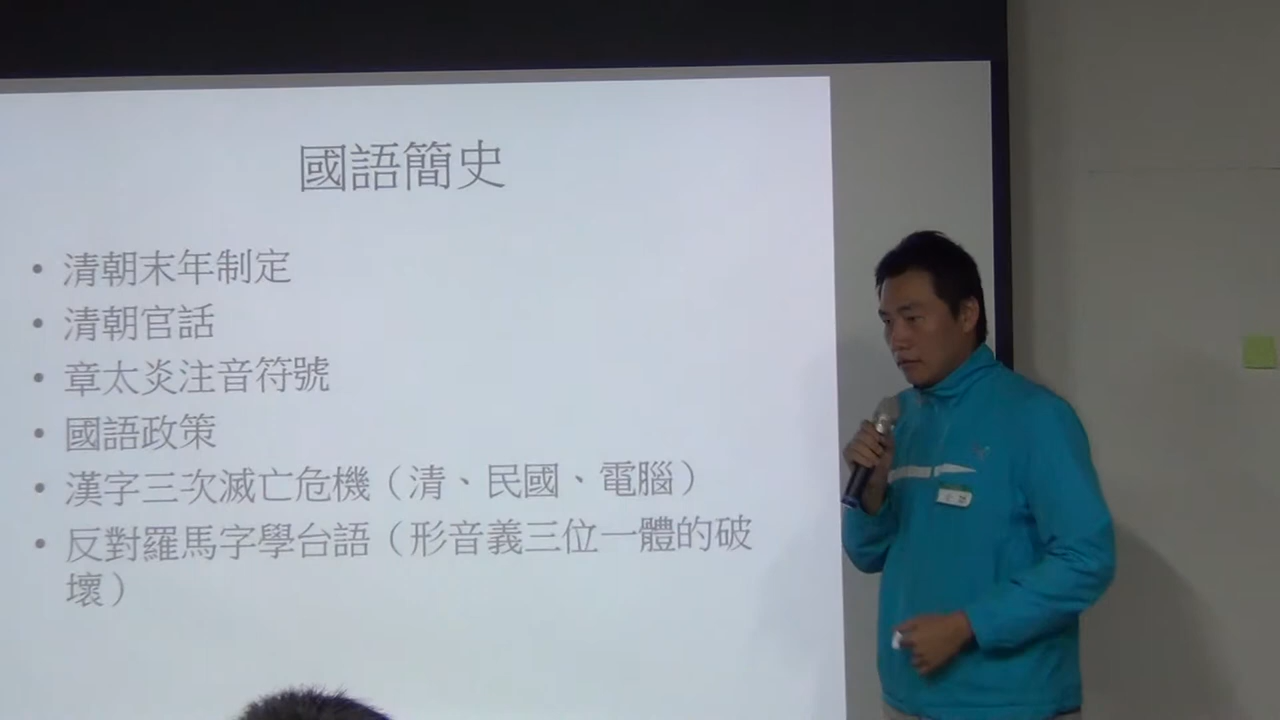 國語簡史
• 清朝末年制定
• 清朝官話
• 章太炎注音符號
• 國語政策
• 漢字三次滅亡危機（清、民國、電腦）
• 反對羅馬字學台語（形音義三位一體的破
壞）